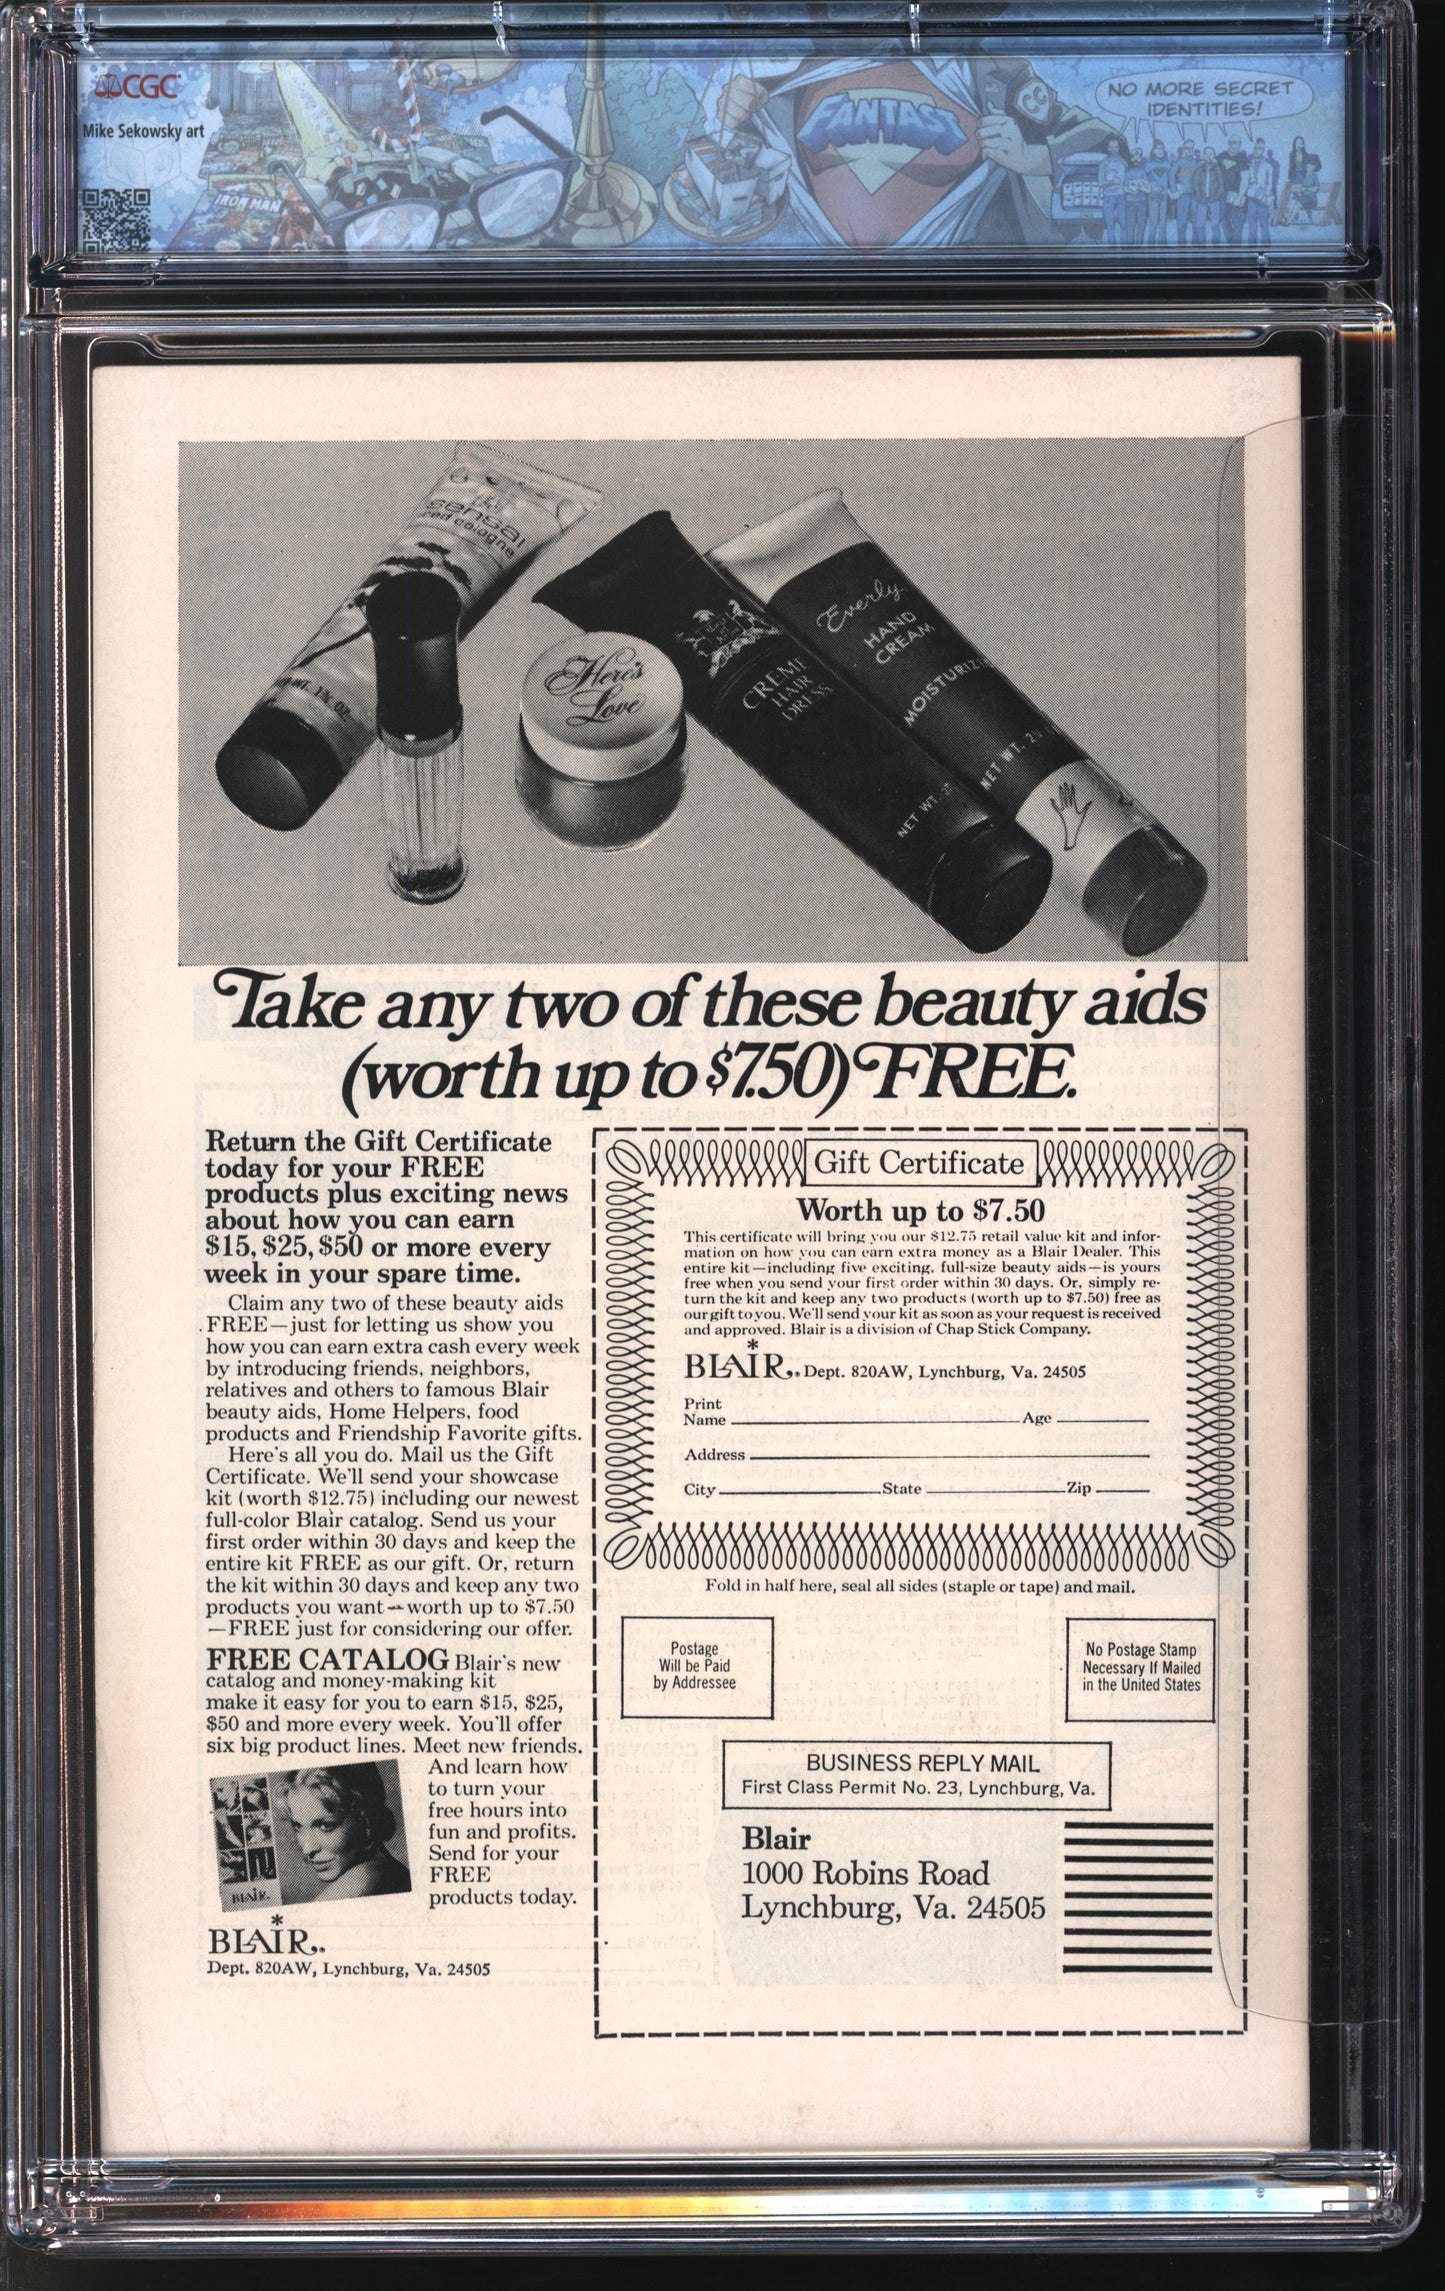 CGC
Mike Sekowsky art
IRON MAN
FANTAST
CC
NO MORE SECRET
IDENTITIES!
sensai
cologne
Here's
Love
CREME
HAIR
DRESS
NET WT.
Everly
HAND
CREAM
NET WT.
Take any two of these beauty aids
(worth up to $7.50) FREE.
Return the Gift Certificate
today for your FREE
products plus exciting news
about how you can earn
$15, $25, $50 or more every
week in your spare time.
Claim any two of these beauty aids
FREE—just for letting us show you
how you can earn extra cash every week
by introducing friends, neighbors,
relatives and others to famous Blair
beauty aids, Home Helpers, food
products and Friendship Favorite gifts.
Here's all you do. Mail us the Gift
Certificate. We'll send your showcase
kit (worth $12.75) including our newest
full-color Blair catalog. Send us your
first order within 30 days and keep the
entire kit FREE as our gift. Or, return
the kit within 30 days and keep any two
products you want—worth up to $7.50
—FREE just for considering our offer.
FREE CATALOG Blair's new
catalog and money-making kit
make it easy for you to earn $15, $25,
$50 and more every week. You'll offer
six big product lines. Meet new friends.
And learn how
to turn your
free hours into
fun and profits.
Send for your
FREE
products today.
BLAIR.
BLAIR.
Dept. 820AW, Lynchburg, Va. 24505
Gift Certificate
Worth up to $7.50
This certificate will bring you our $12.75 retail value kit and infor-
mation on how you can earn extra money as a Blair Dealer. This
entire kit—including five exciting, full-size beauty aids—is yours
free when you send your first order within 30 days. Or, simply re-
turn the kit and keep any two products (worth up to $7.50) free as
our gift to you. We'll send your kit as soon as your request is received
and approved. Blair is a division of Chap Stick Company.
BLAIR. Dept. 820AW, Lynchburg, Va. 24505
Print
Name Age
Address
City State Zip
Fold in half here, seal all sides (staple or tape) and mail.
Postage
Will be Paid
by Addressee
No Postage Stamp
Necessary If Mailed
in the United States
BUSINESS REPLY MAIL
First Class Permit No. 23, Lynchburg, Va.
Blair
1000 Robins Road
Lynchburg, Va. 24505